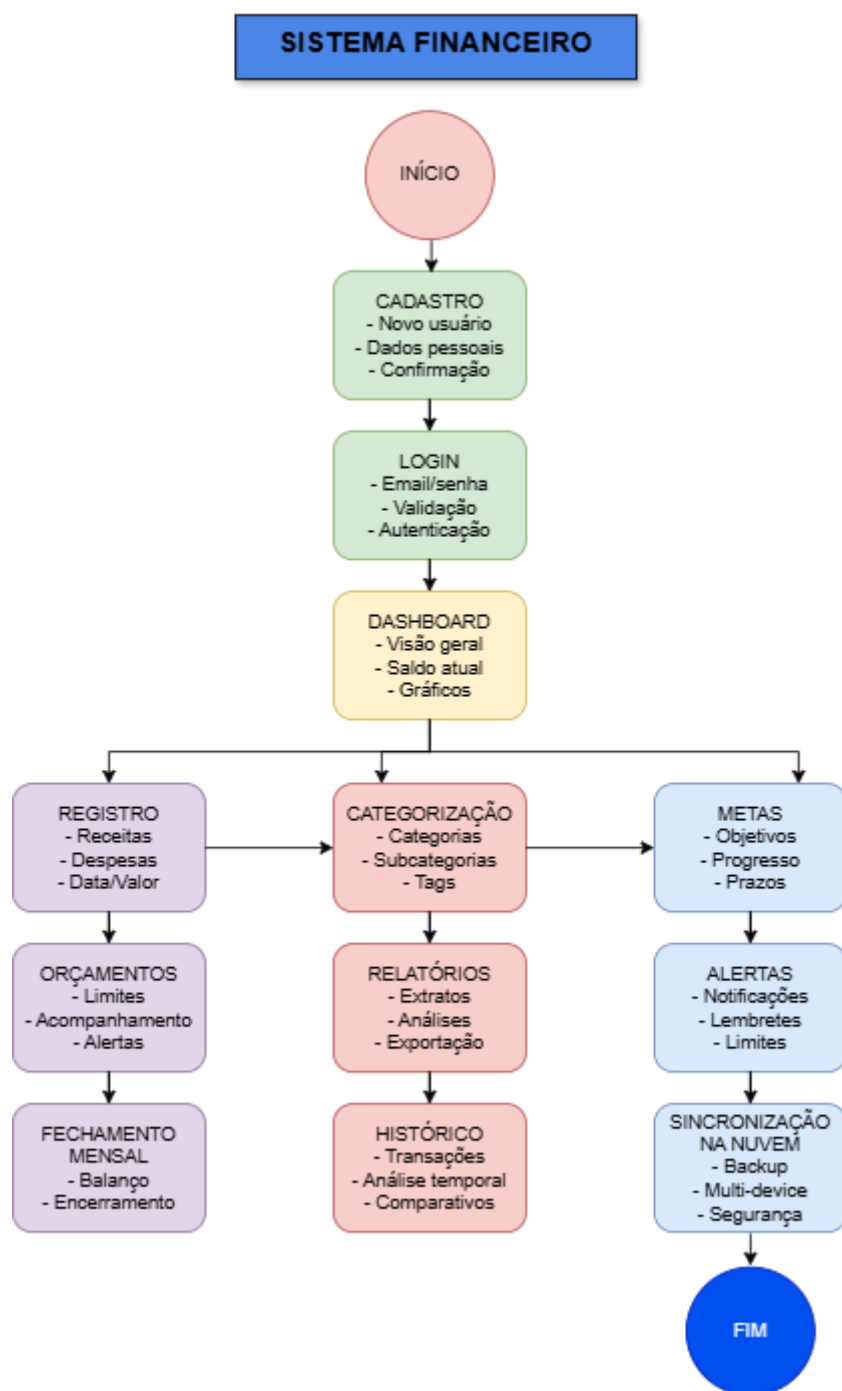 SISTEMA FINANCEIRO
INÍCIO
CADASTRO
- Novo usuário
- Dados pessoais
- Confirmação
LOGIN
- Email/senha
- Validação
- Autenticação
DASHBOARD
- Visão geral
- Saldo atual
- Gráficos
REGISTRO
- Receitas
- Despesas
- Data/Valor
CATEGORIZAÇÃO
- Categorias
- Subcategorias
- Tags
METAS
- Objetivos
- Progresso
- Prazos
ORÇAMENTOS
- Limites
- Acompanhamento
- Alertas
RELATÓRIOS
- Extratos
- Análises
- Exportação
ALERTAS
- Notificações
- Lembretes
- Limites
FECHAMENTO
MENSAL
- Balanço
- Encerramento
HISTÓRICO
- Transações
- Análise temporal
- Comparativos
SINCRONIZAÇÃO
NA NUVEM
- Backup
- Multi-device
- Segurança
FIM